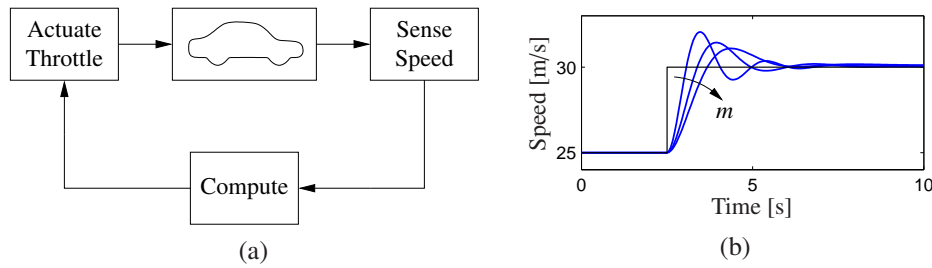 Actuate
Throttle
Sense
Speed
Compute
(a)
Speed [m/s]
30
25
m
0
5
10
Time [s]
(b)